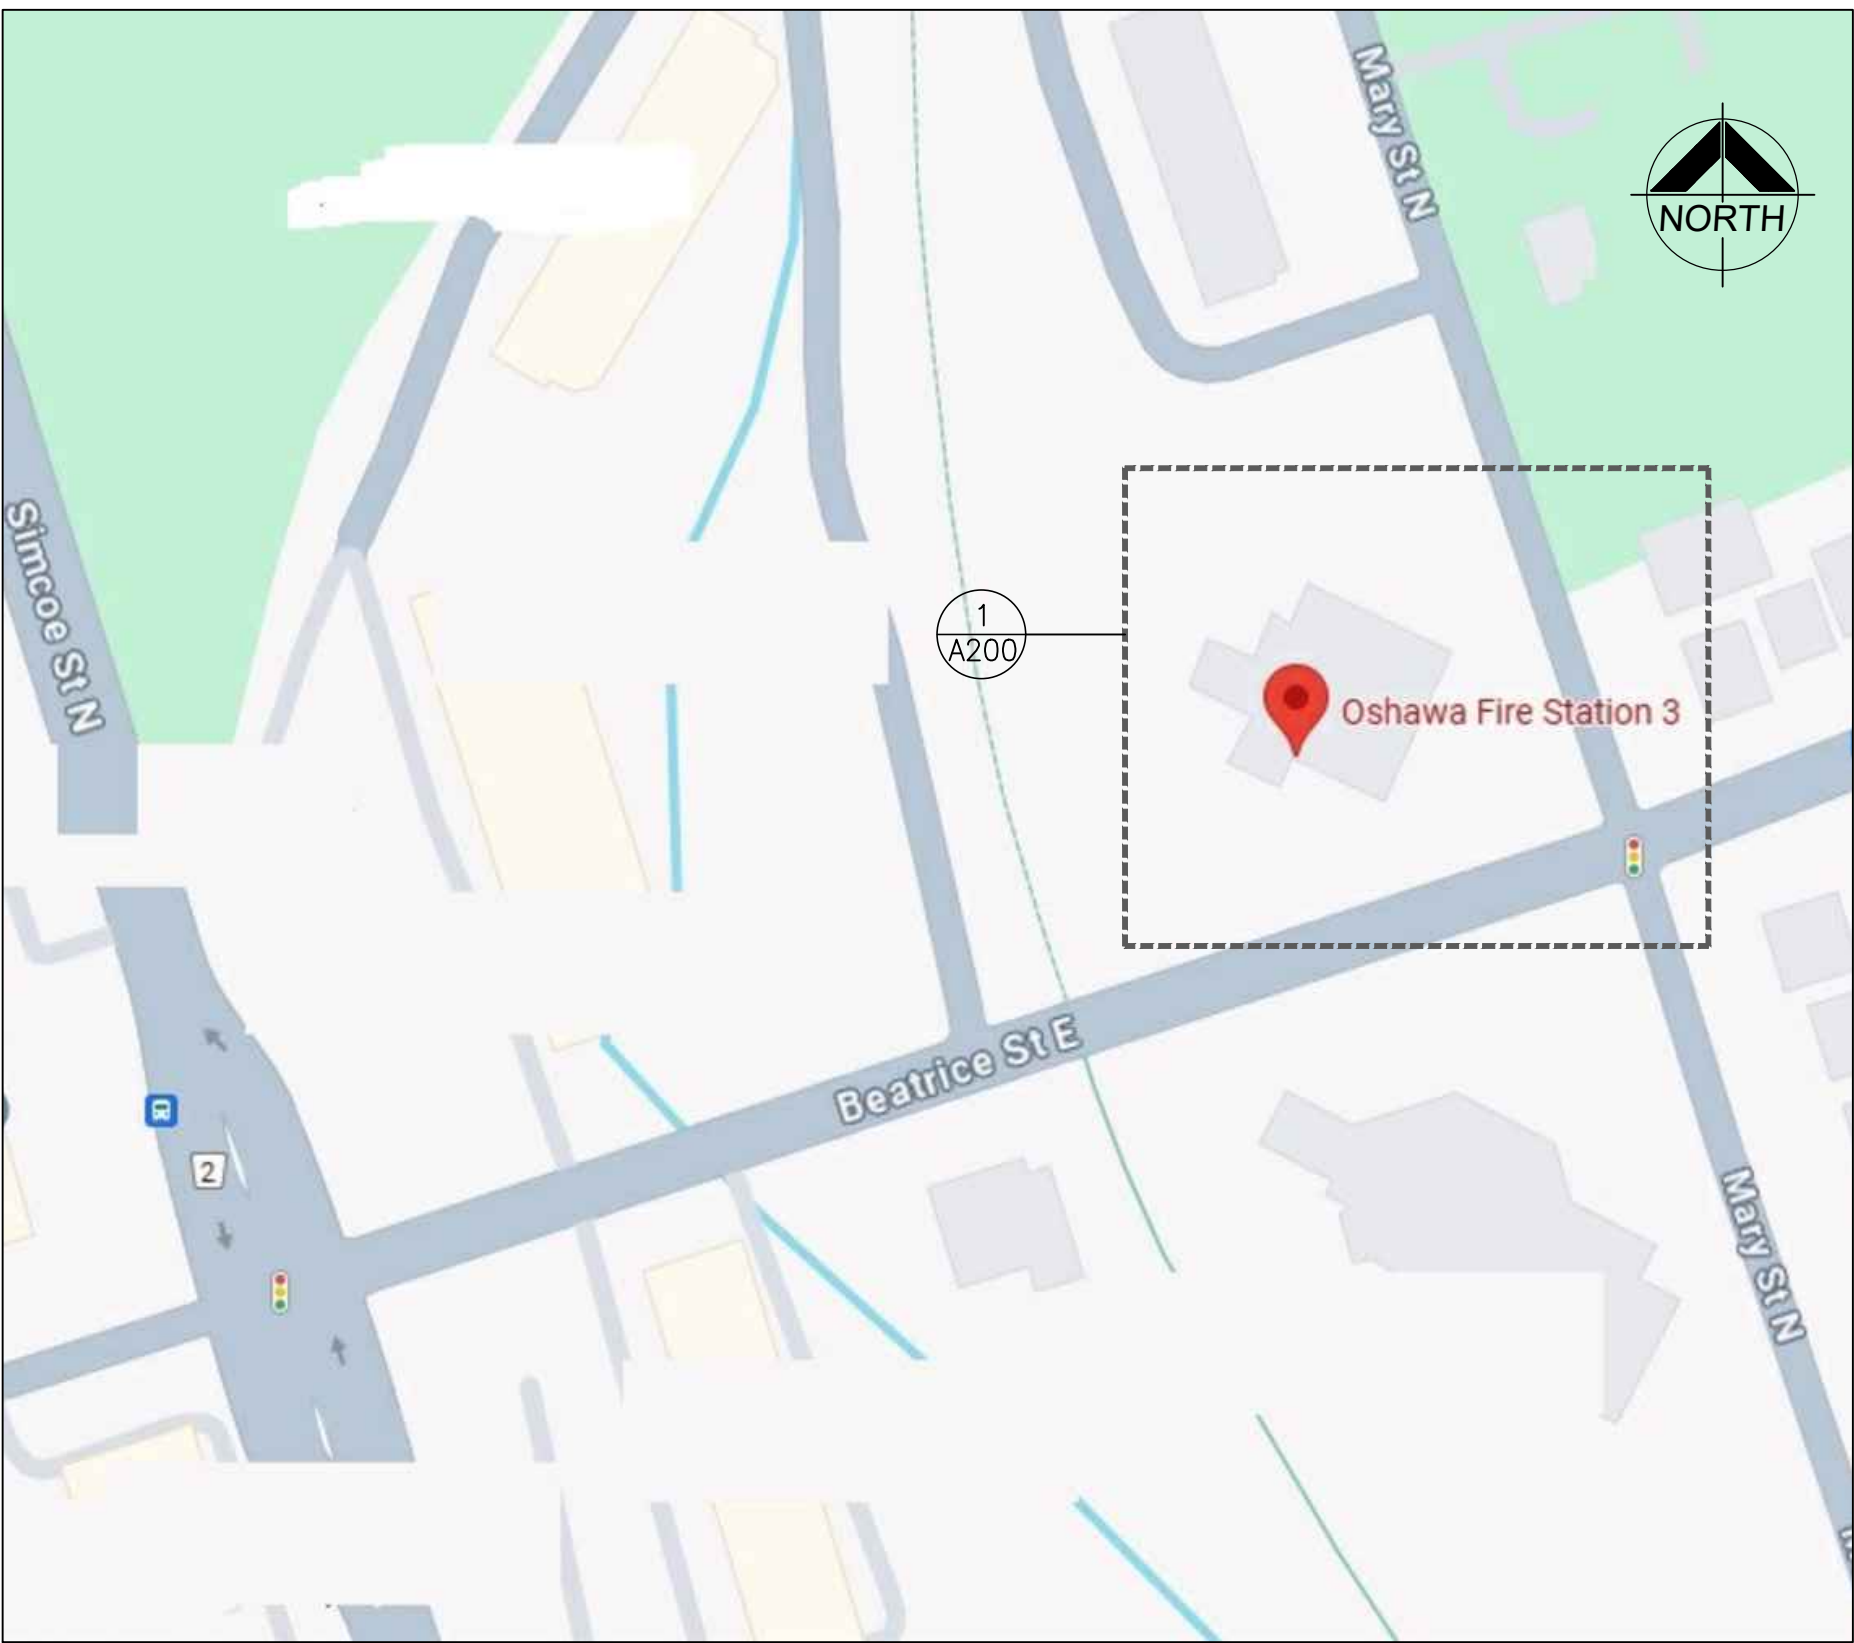 Mary St N
NORTH
Simcoe St N
1
A200
Oshawa Fire Station 3
Beatrice St E
2
Mary St N